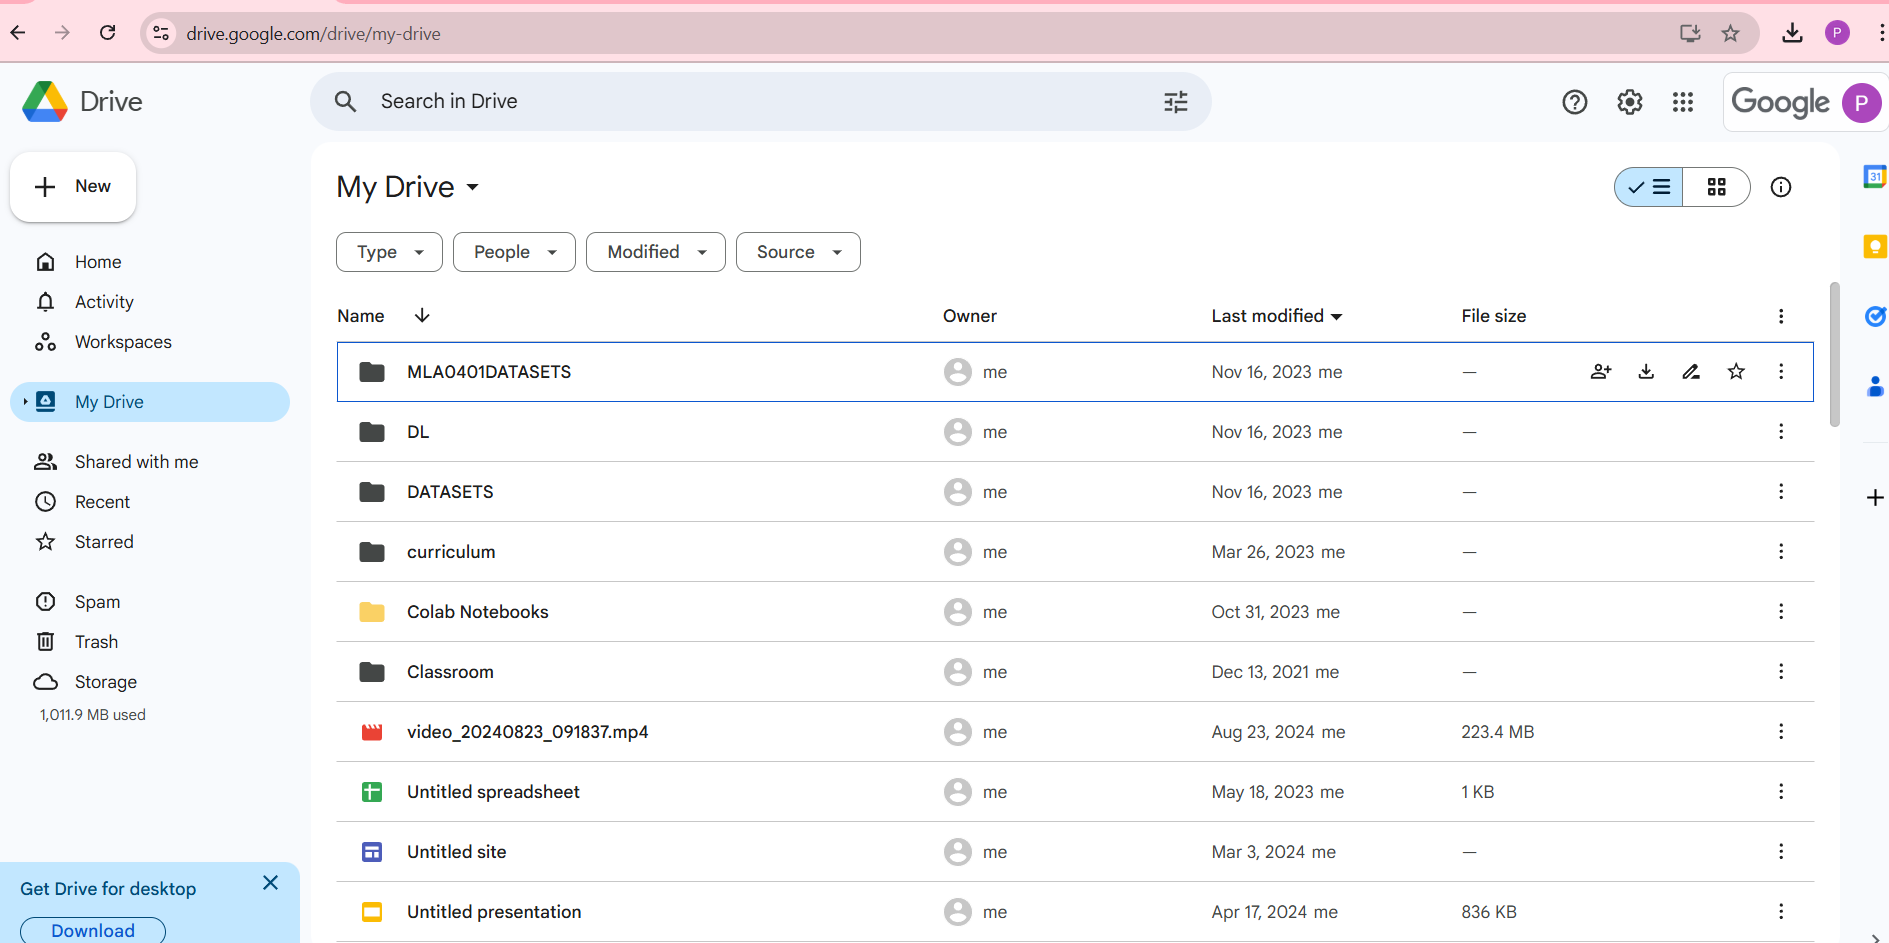 drive.google.com/drive/my-drive
P
Drive
Search in Drive
Google P
New
My Drive
31
Type People Modified Source
Home
Activity
Workspaces
My Drive
Shared with me
Recent
Starred
Spam
Trash
Storage
1,011.9 MB used
Get Drive for desktop
Download
Name Owner Last modified File size
MLA0401DATASETS me Nov 16, 2023 me —
DL me Nov 16, 2023 me —
DATASETS me Nov 16, 2023 me —
curriculum me Mar 26, 2023 me —
Colab Notebooks me Oct 31, 2023 me —
Classroom me Dec 13, 2021 me —
video_20240823_091837.mp4 me Aug 23, 2024 me 223.4 MB
Untitled spreadsheet me May 18, 2023 me 1 KB
Untitled site me Mar 3, 2024 me —
Untitled presentation me Apr 17, 2024 me 836 KB